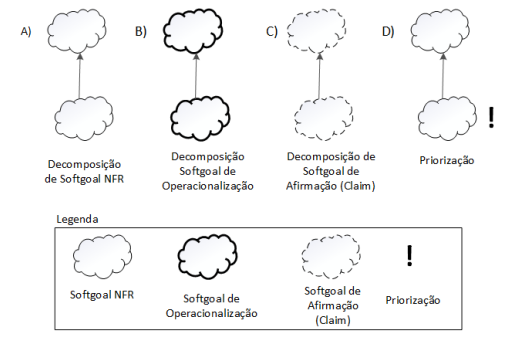 A)
B)
C)
D)
Decomposição
de Softgoal NFR
Decomposição
Softgoal de
Operacionalização
Decomposição de
Softgoal de
Afirmação (Claim)
!
Priorização
Legenda
Softgoal NFR
Softgoal de
Operacionalização
Softgoal de
Afirmação
(Claim)
!
Priorização